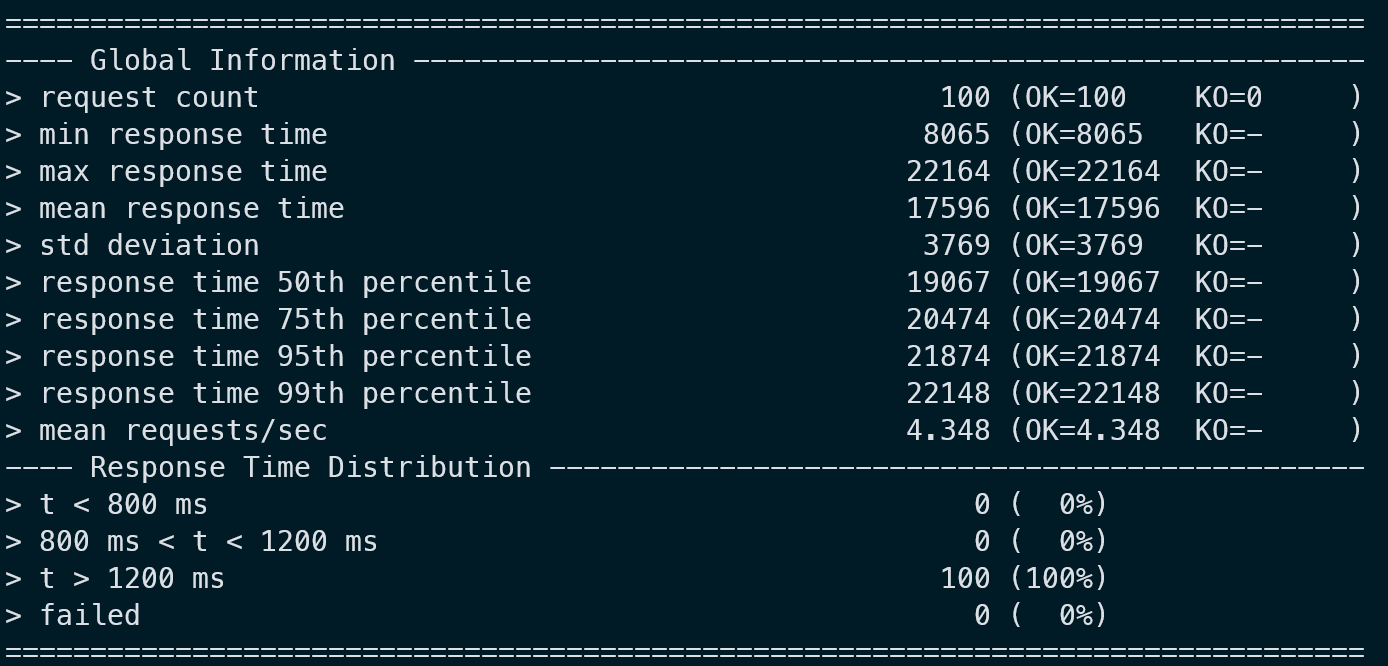 ================================================================================
---- Global Information --------------------------------------------------------
> request count                                        100 (OK=100    KO=0     )
> min response time                                   8065 (OK=8065   KO=-     )
> max response time                                  22164 (OK=22164  KO=-     )
> mean response time                                 17596 (OK=17596  KO=-     )
> std deviation                                       3769 (OK=3769   KO=-     )
> response time 50th percentile                      19067 (OK=19067  KO=-     )
> response time 75th percentile                      20474 (OK=20474  KO=-     )
> response time 95th percentile                      21874 (OK=21874  KO=-     )
> response time 99th percentile                      22148 (OK=22148  KO=-     )
> mean requests/sec                                  4.348 (OK=4.348  KO=-     )
---- Response Time Distribution ------------------------------------------------
> t < 800 ms                                             0 (  0%)
> 800 ms < t < 1200 ms                                   0 (  0%)
> t > 1200 ms                                          100 (100%)
> failed                                                 0 (  0%)
================================================================================